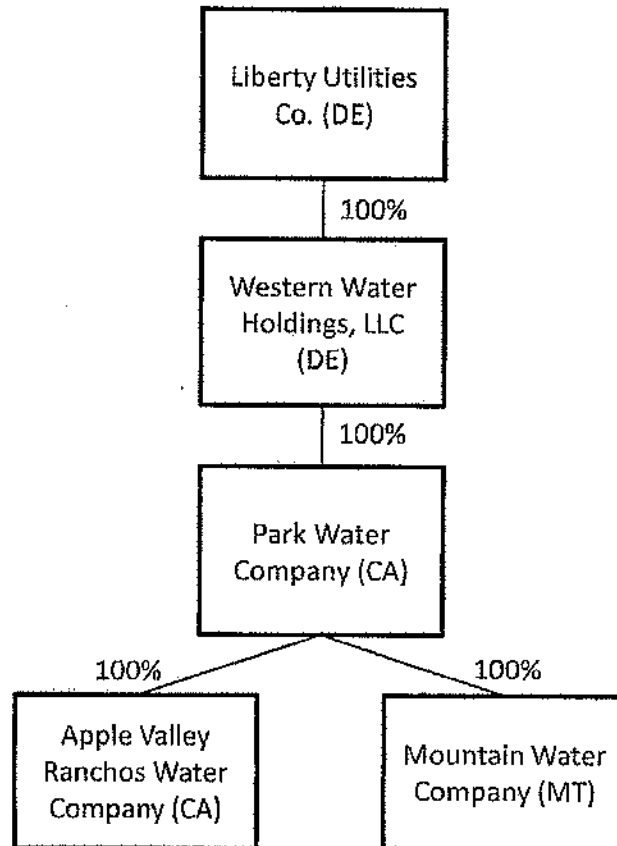 Liberty Utilities
Co. (DE)
100%
Western Water
Holdings, LLC
(DE)
100%
Park Water
Company (CA)
100%
100%
Apple Valley
Ranchos Water
Company (CA)
Mountain Water
Company (MT)